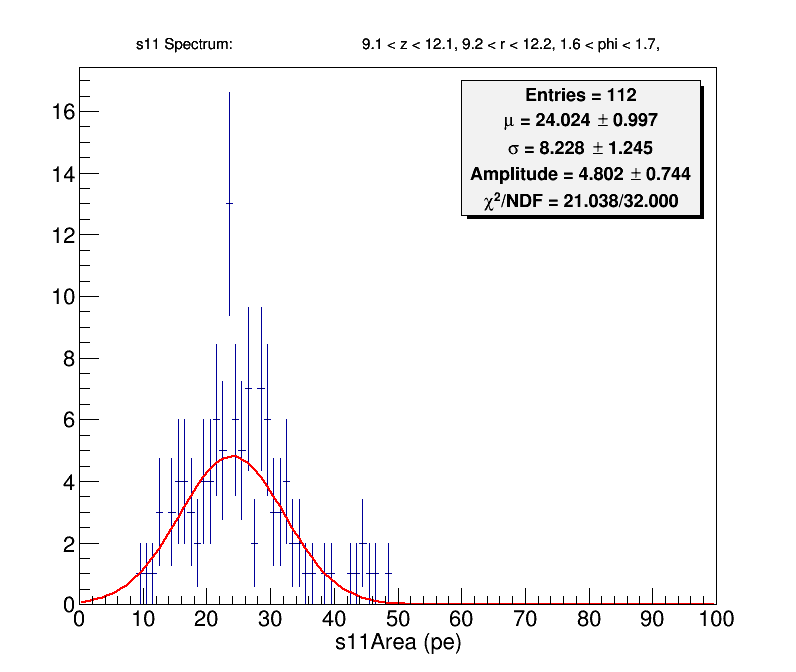 s11 Spectrum: 9.1 < z < 12.1, 9.2 < r < 12.2, 1.6 < phi < 1.7,
Entries = 112
μ = 24.024 ± 0.997
σ = 8.228 ± 1.245
Amplitude = 4.802 ± 0.744
χ²/NDF = 21.038/32.000
16
14
12
10
8
6
4
2
0
0 10 20 30 40 50 60 70 80 90 100
s11Area (pe)